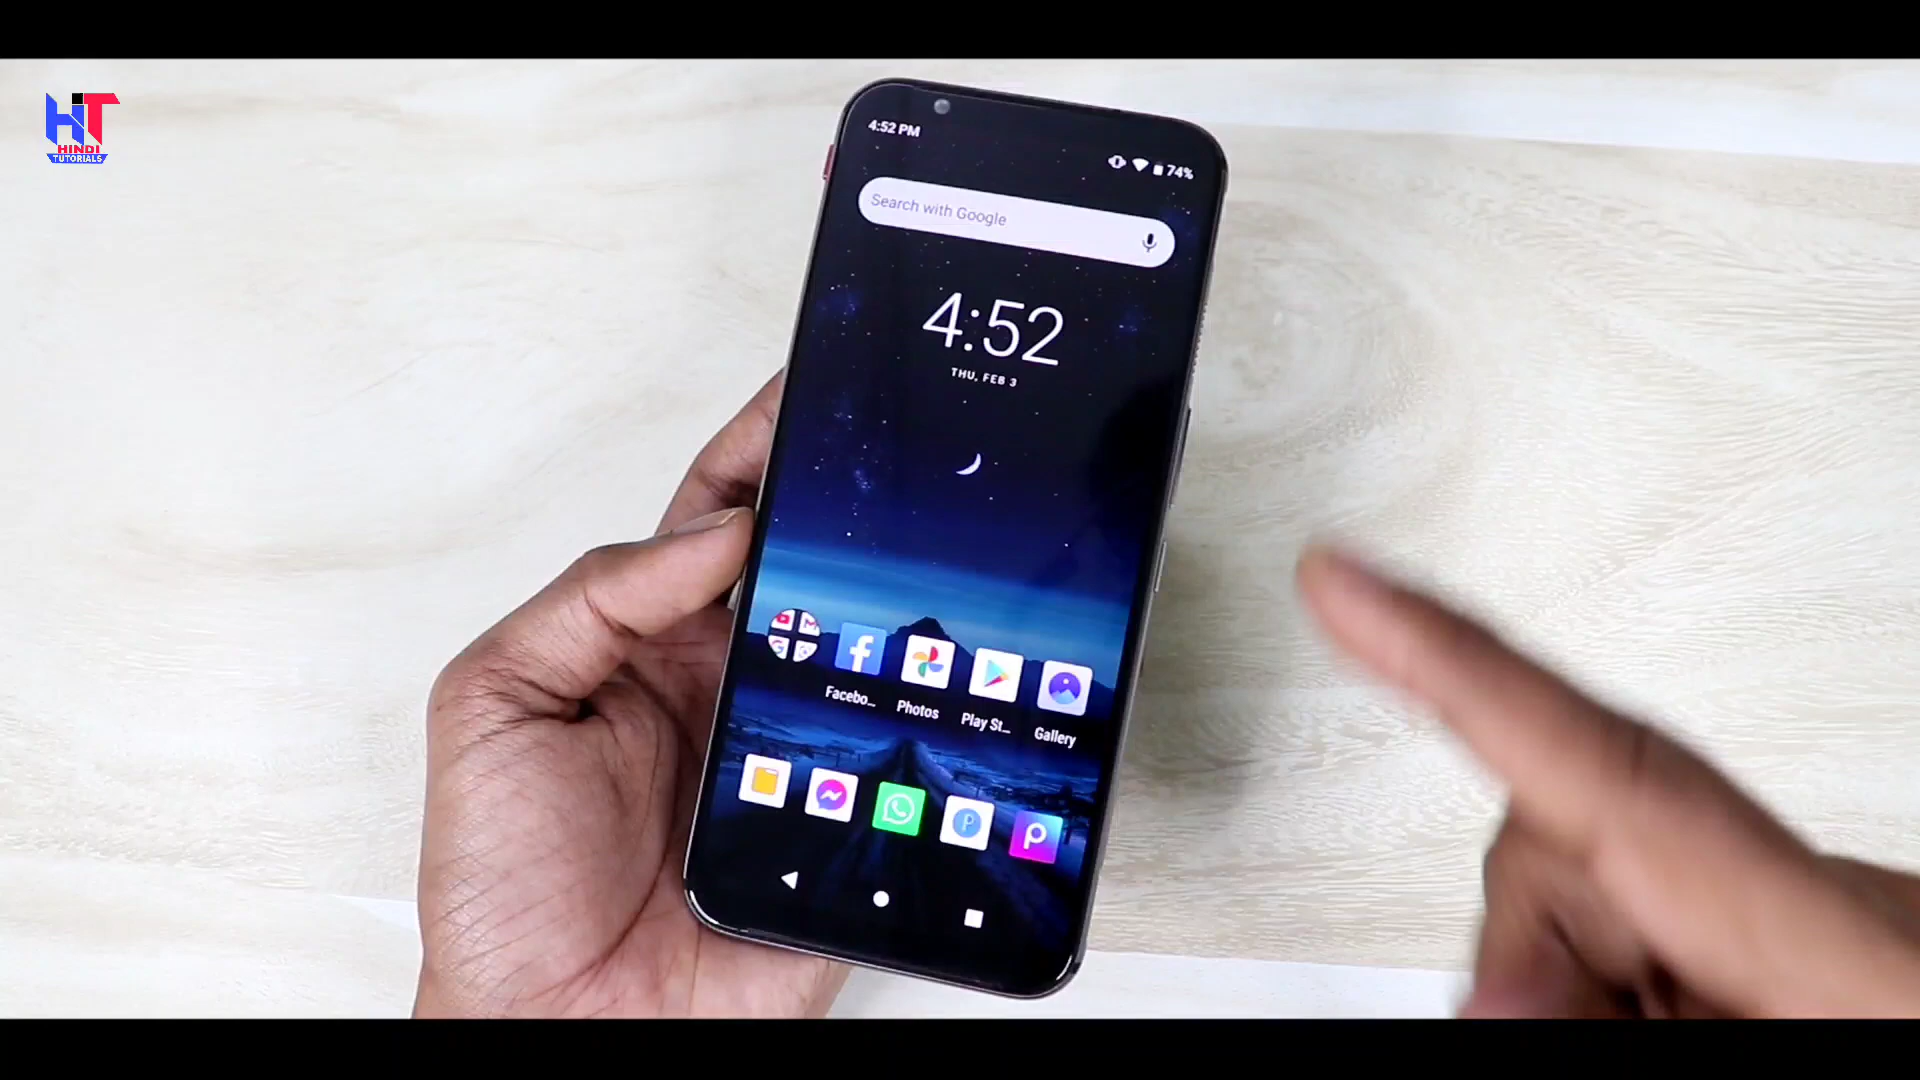 HT
HINDI
TUTORIALS
4:52 PM
74%
Search with Google
4:52
THU, FEB 3
Facebo...
Photos
Play St...
Gallery